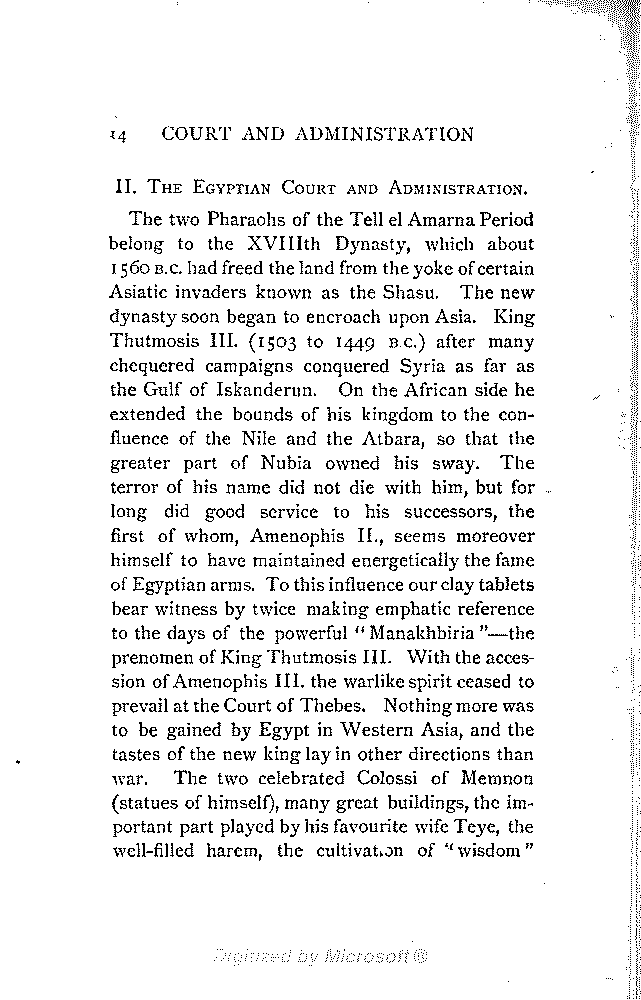 14 COURT AND ADMINISTRATION
II. THE EGYPTIAN COURT AND ADMINISTRATION.
The two Pharaohs of the Tell el Amarna Period
belong to the XVIIIth Dynasty, which about
1560 B.C. had freed the land from the yoke of certain
Asiatic invaders known as the Shasu. The new
dynasty soon began to encroach upon Asia. King
Thutmosis III. (1503 to 1449 B.C.) after many
chequered campaigns conquered Syria as far as
the Gulf of Iskanderun. On the African side he
extended the bounds of his kingdom to the con-
fluence of the Nile and the Atbara, so that the
greater part of Nubia owned his sway. The
terror of his name did not die with him, but for
long did good service to his successors, the
first of whom, Amenophis II., seems moreover
himself to have maintained energetically the fame
of Egyptian arms. To this influence our clay tablets
bear witness by twice making emphatic reference
to the days of the powerful "Manakhbiria"—the
prenomen of King Thutmosis III. With the acces-
sion of Amenophis III. the warlike spirit ceased to
prevail at the Court of Thebes. Nothing more was
to be gained by Egypt in Western Asia, and the
tastes of the new king lay in other directions than
war. The two celebrated Colossi of Memnon
(statues of himself), many great buildings, the im-
portant part played by his favourite wife Teye, the
well-filled harem, the cultivation of "wisdom"
Digitized by Microsoft ®